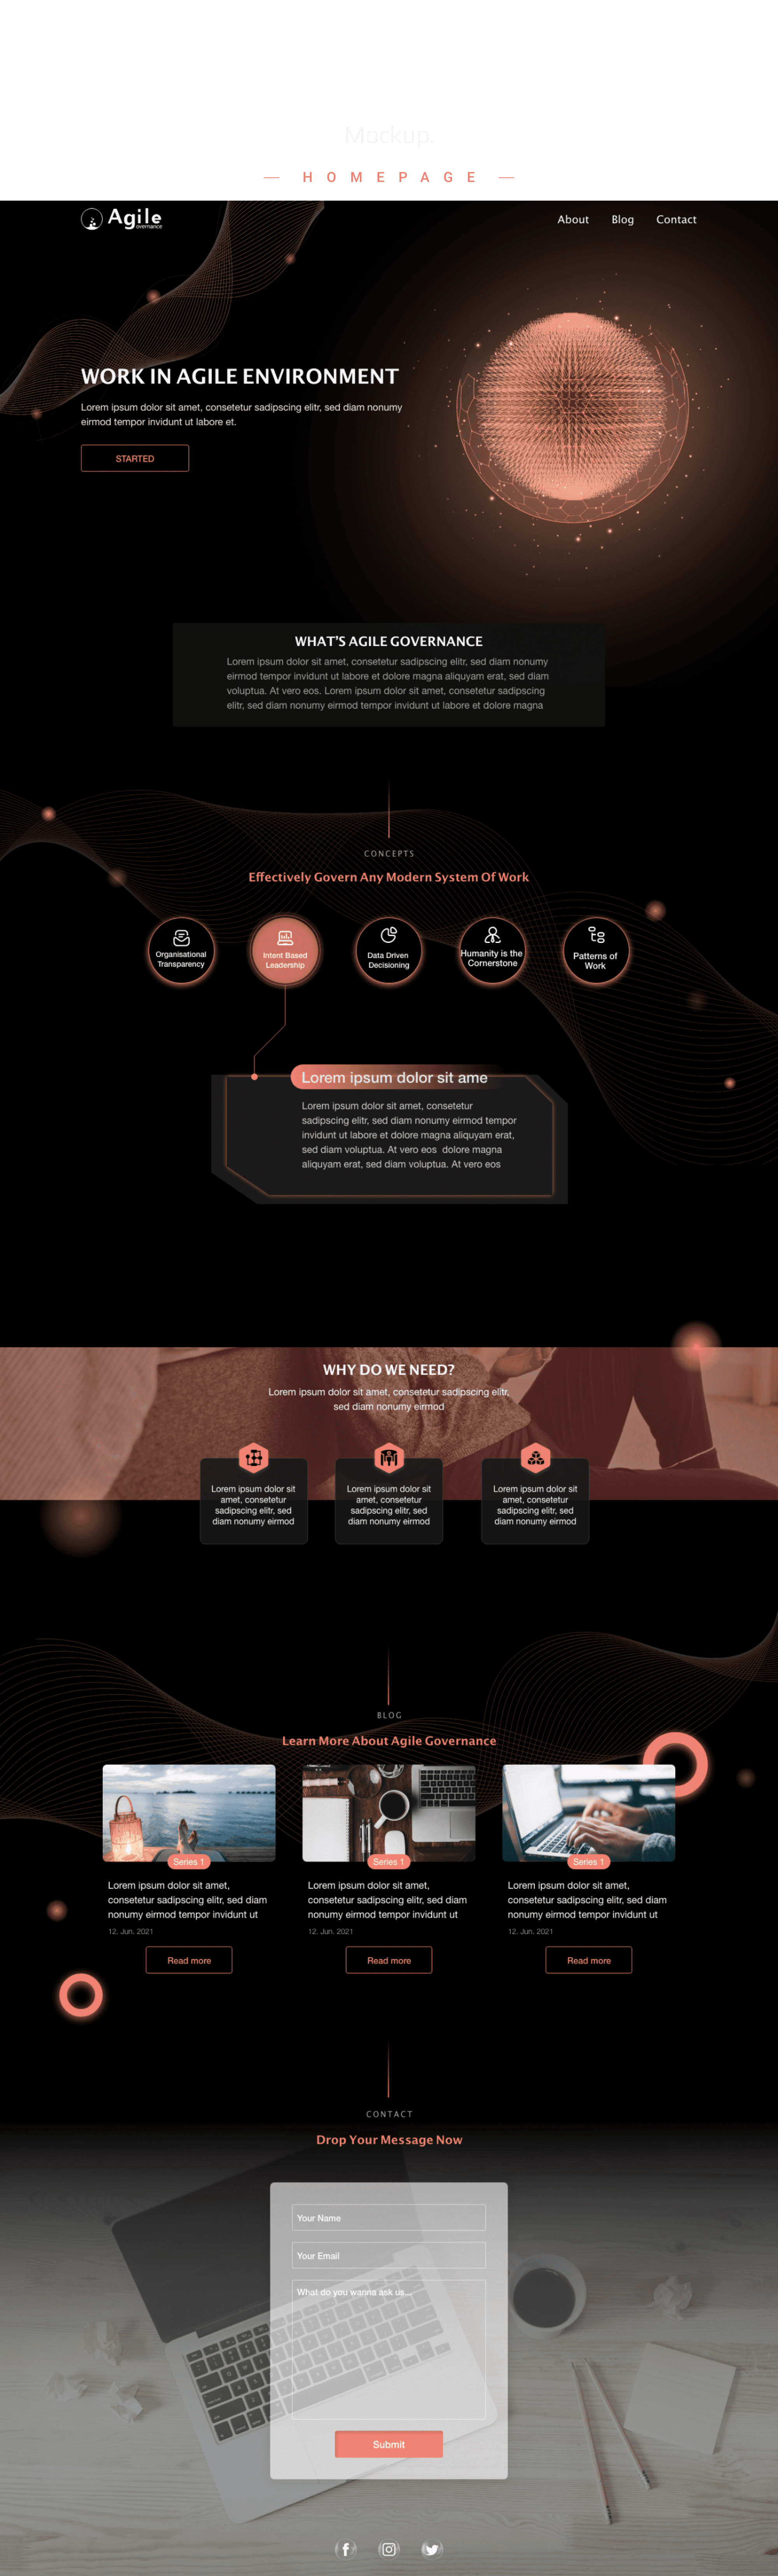 Mockup.
HOMEPAGE
Agile
overnance
About Blog Contact
WORK IN AGILE ENVIRONMENT
Lorem ipsum dolor sit amet, consetetur sadipscing elitr, sed diam nonumy
eirmod tempor invidunt ut labore et.
STARTED
WHAT'S AGILE GOVERNANCE
Lorem ipsum dolor sit amet, consetetur sadipscing elitr, sed diam nonumy
eirmod tempor invidunt ut labore et dolore magna aliquyam erat, sed diam
voluptua. At vero eos. Lorem ipsum dolor sit amet, consetetur sadipscing
elitr, sed diam nonumy eirmod tempor invidunt ut labore et dolore magna
CONCEPTS
Effectively Govern Any Modern System Of Work
Organisational
Transparency
Intent Based
Leadership
Data Driven
Decisioning
Humanity is the
Cornerstone
Patterns of
Work
Lorem ipsum dolor sit ame
Lorem ipsum dolor sit amet, consetetur
sadipscing elitr, sed diam nonumy eirmod tempor
invidunt ut labore et dolore magna aliquyam erat,
sed diam voluptua. At vero eos dolore magna
aliquyam erat, sed diam voluptua. At vero eos
WHY DO WE NEED?
Lorem ipsum dolor sit amet, consetetur sadipscing elitr,
sed diam nonumy eirmod
Lorem ipsum dolor sit
amet, consetetur
sadipscing elitr, sed
diam nonumy eirmod
Lorem ipsum dolor sit
amet, consetetur
sadipscing elitr, sed
diam nonumy eirmod
Lorem ipsum dolor sit
amet, consetetur
sadipscing elitr, sed
diam nonumy eirmod
BLOG
Learn More About Agile Governance
Series 1
Lorem ipsum dolor sit amet,
consetetur sadipscing elitr, sed diam
nonumy eirmod tempor invidunt ut
12. Jun. 2021
Read more
Series 1
Lorem ipsum dolor sit amet,
consetetur sadipscing elitr, sed diam
nonumy eirmod tempor invidunt ut
12. Jun. 2021
Read more
Series 1
Lorem ipsum dolor sit amet,
consetetur sadipscing elitr, sed diam
nonumy eirmod tempor invidunt ut
12. Jun. 2021
Read more
CONTACT
Drop Your Message Now
Your Name
Your Email
What do you wanna ask us...
Submit